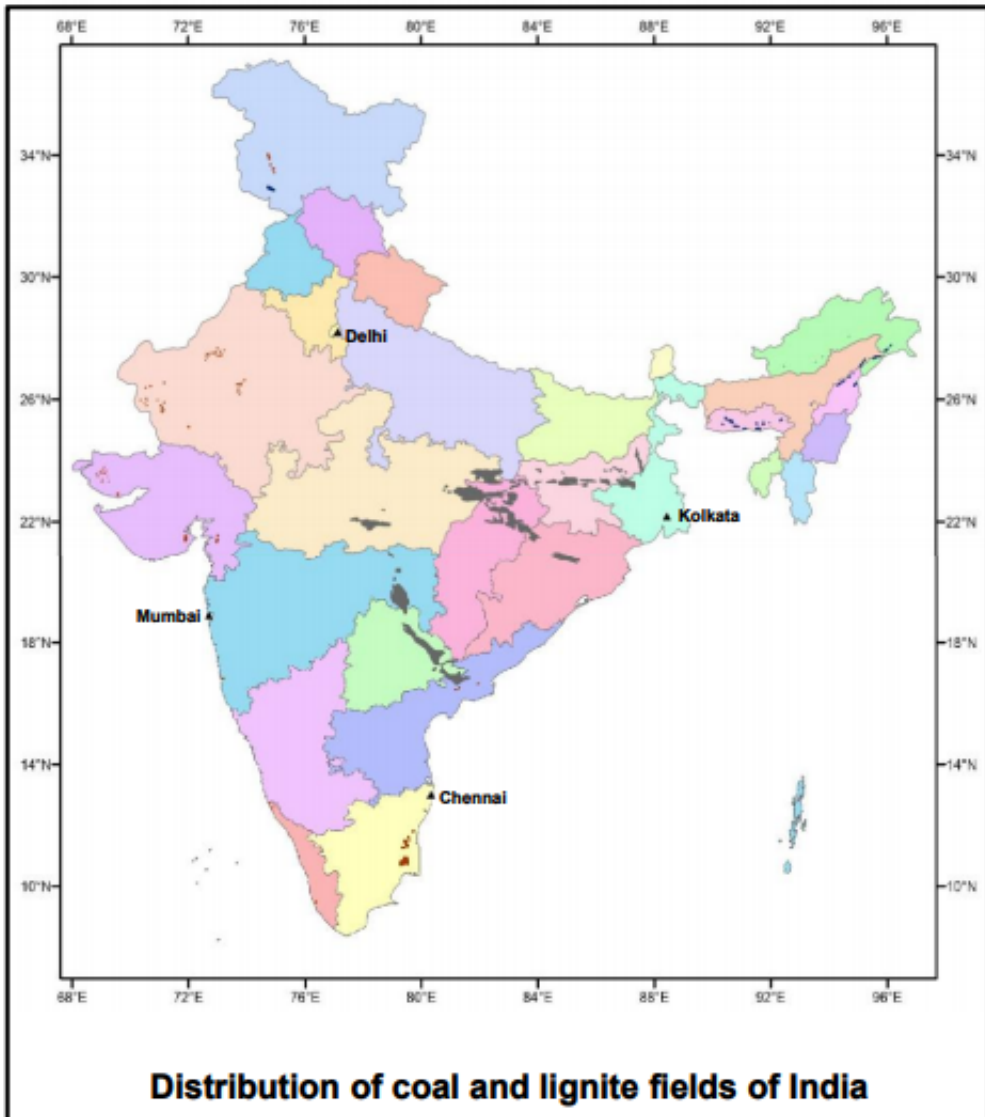 68°E 72°E 76°E 80°E 84°E 88°E 92°E 96°E
34°N 34°N
30°N 30°N
Delhi
26°N 26°N
22°N Kolkata 22°N
Mumbai
18°N 18°N
14°N 14°N
Chennai
10°N 10°N
68°E 72°E 76°E 80°E 84°E 88°E 92°E 96°E
Distribution of coal and lignite fields of India